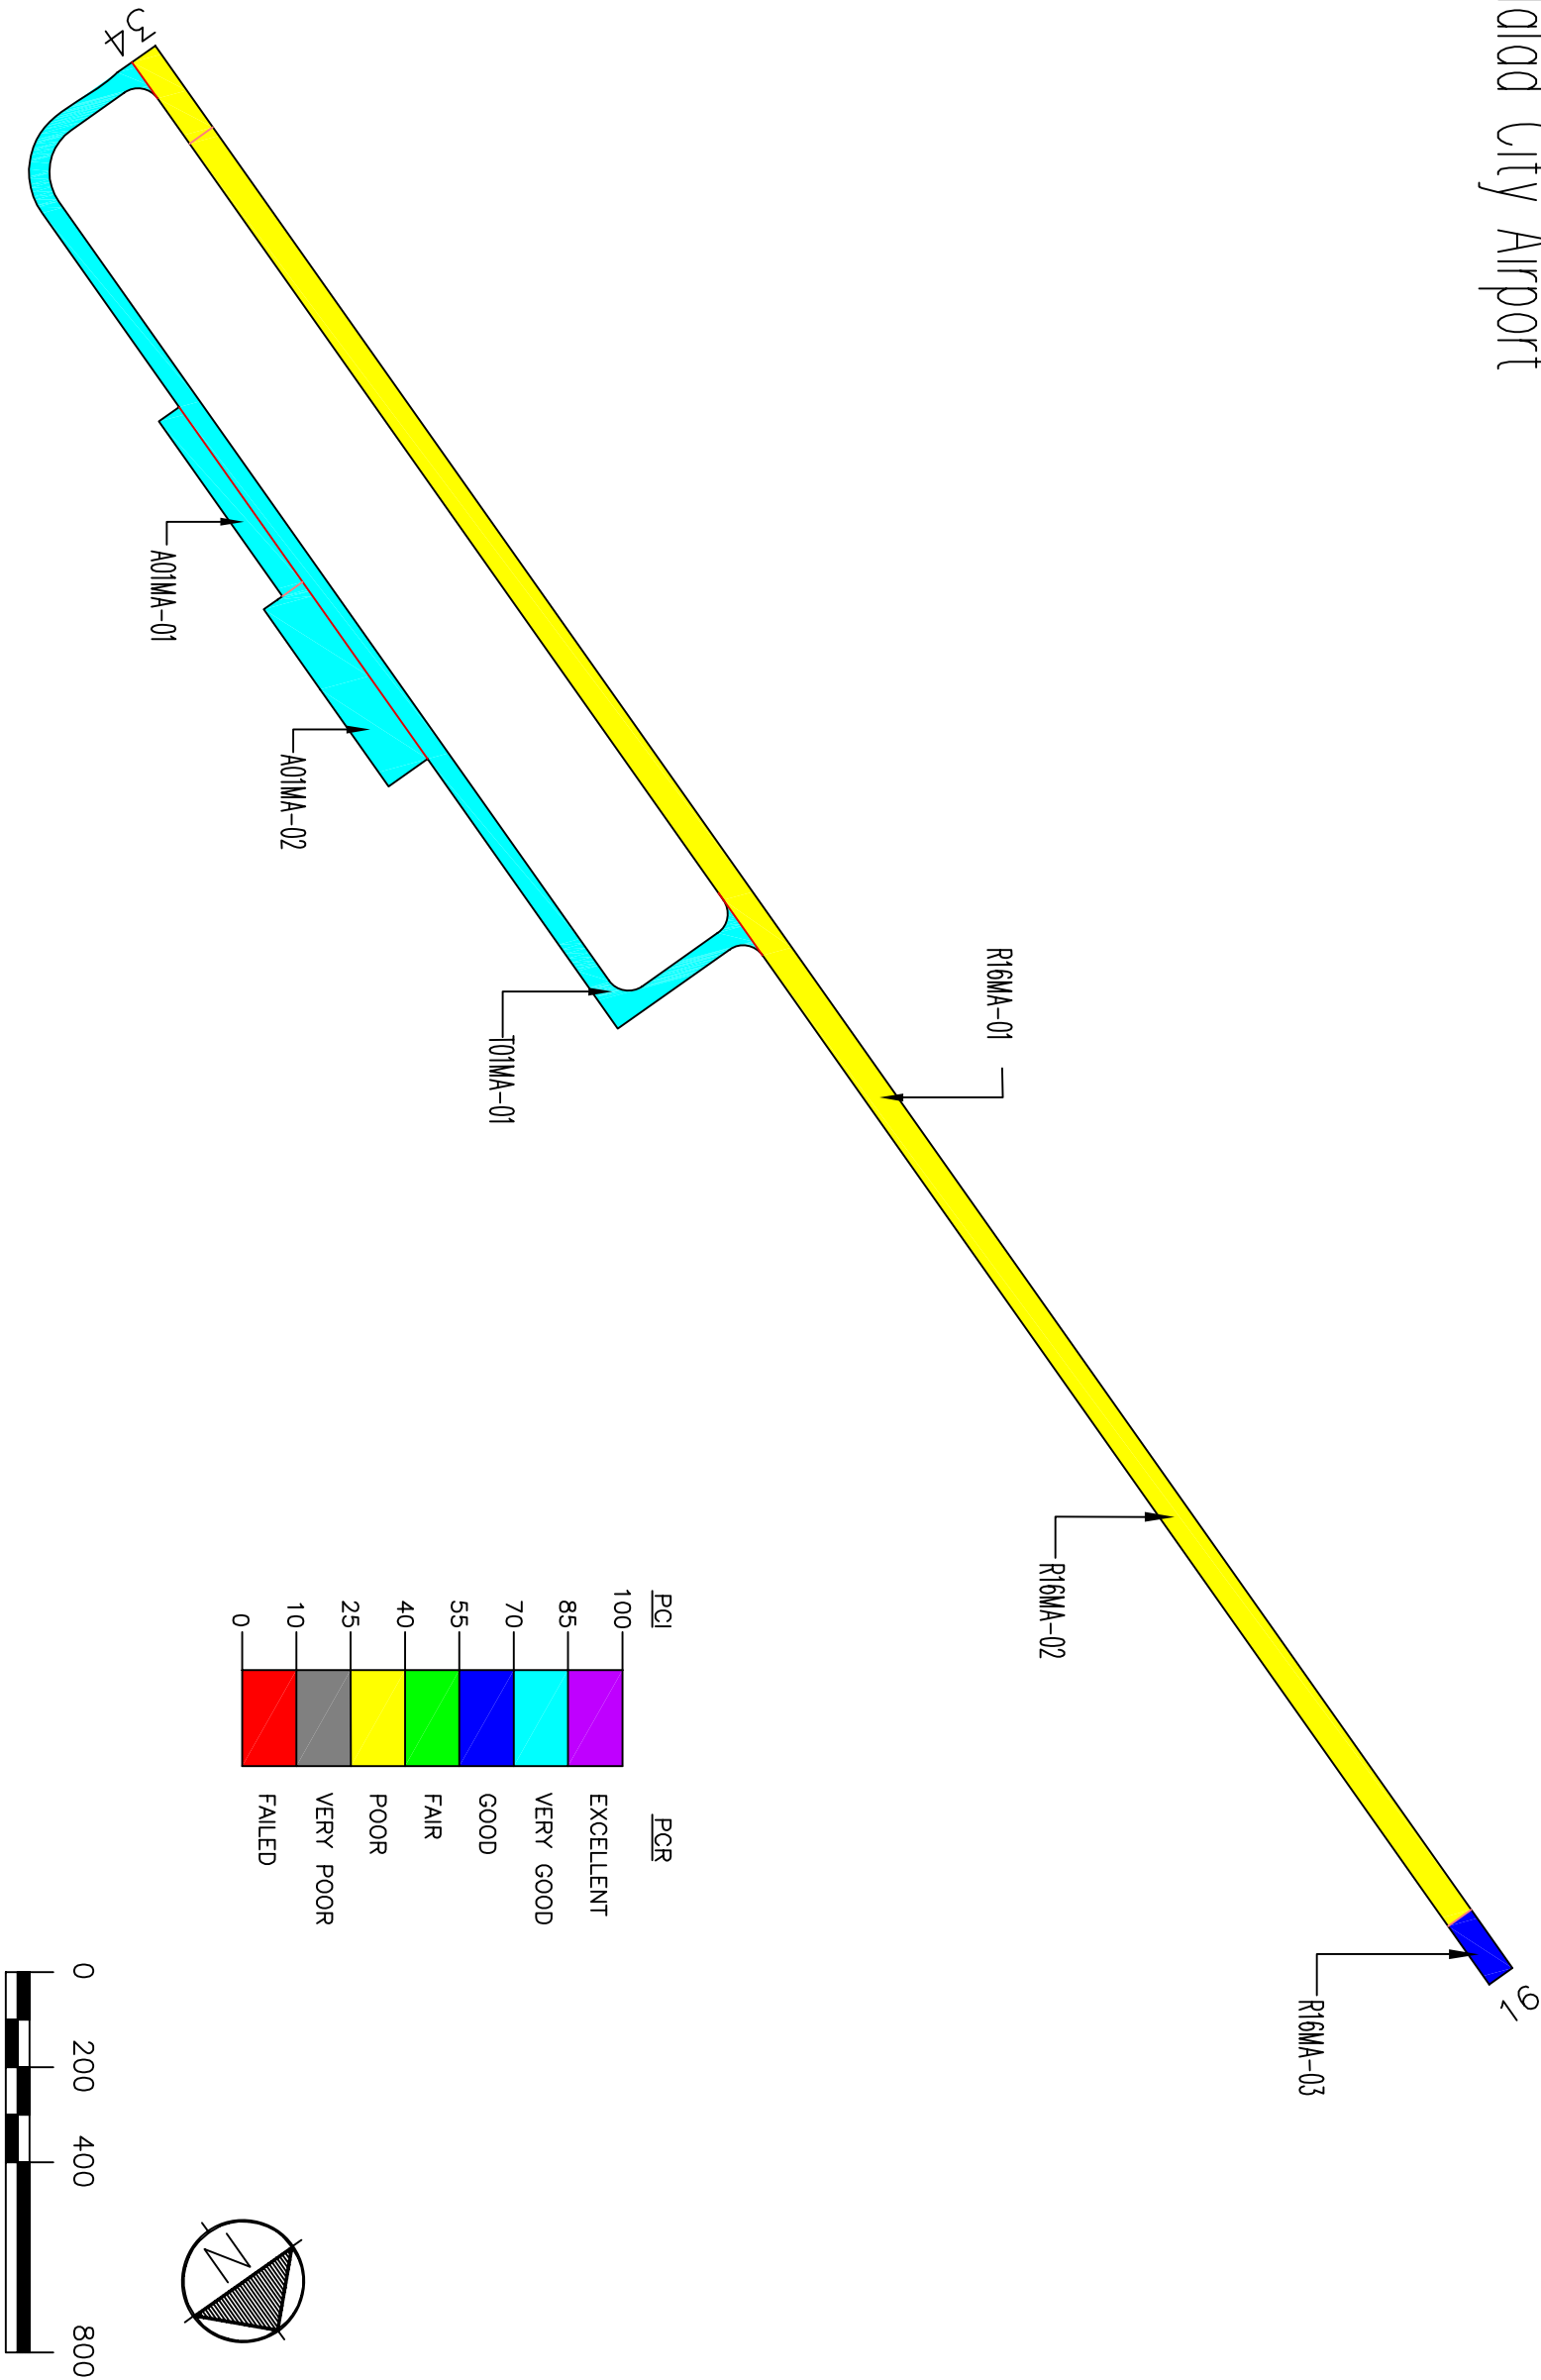 City Airport
34
A01MA-01
A01MA-02
T01MA-01
R16MA-01
R16MA-02
R16MA-03
16
PCI
100
85
70
55
40
25
10
0
PCR
EXCELLENT
VERY GOOD
GOOD
FAIR
POOR
VERY POOR
FAILED
0
200
400
800
N